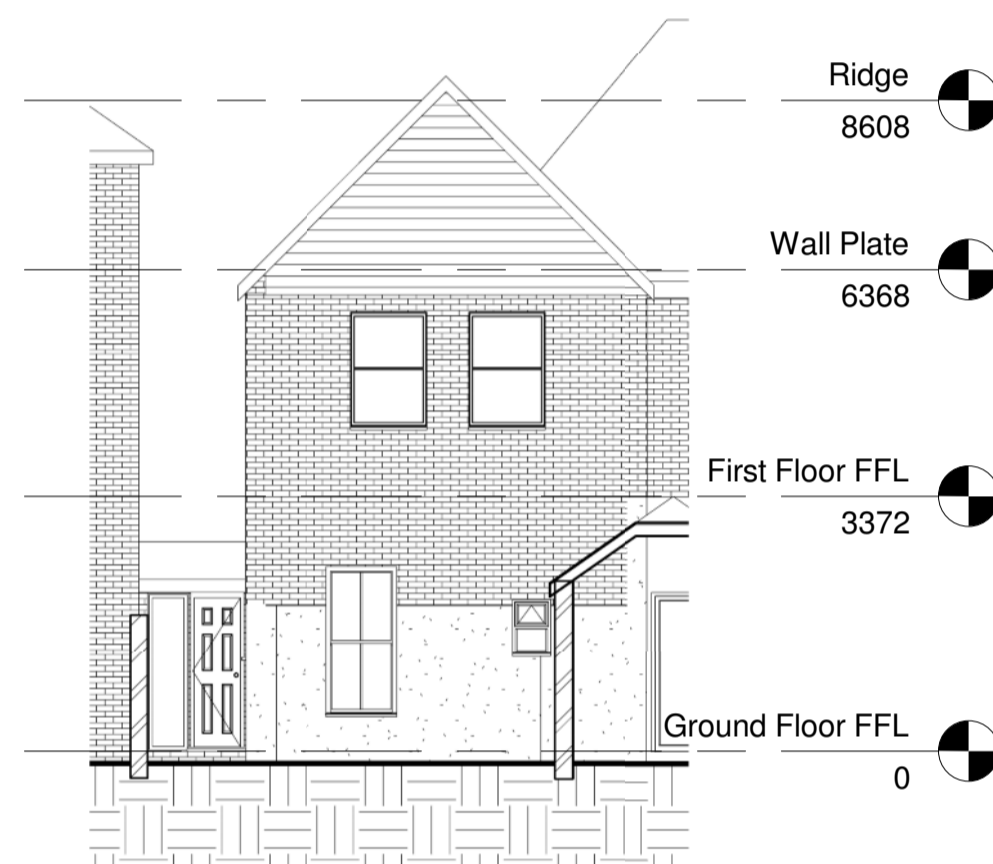 Ridge
8608
Wall Plate
6368
First Floor FFL
3372
Ground Floor FFL
0